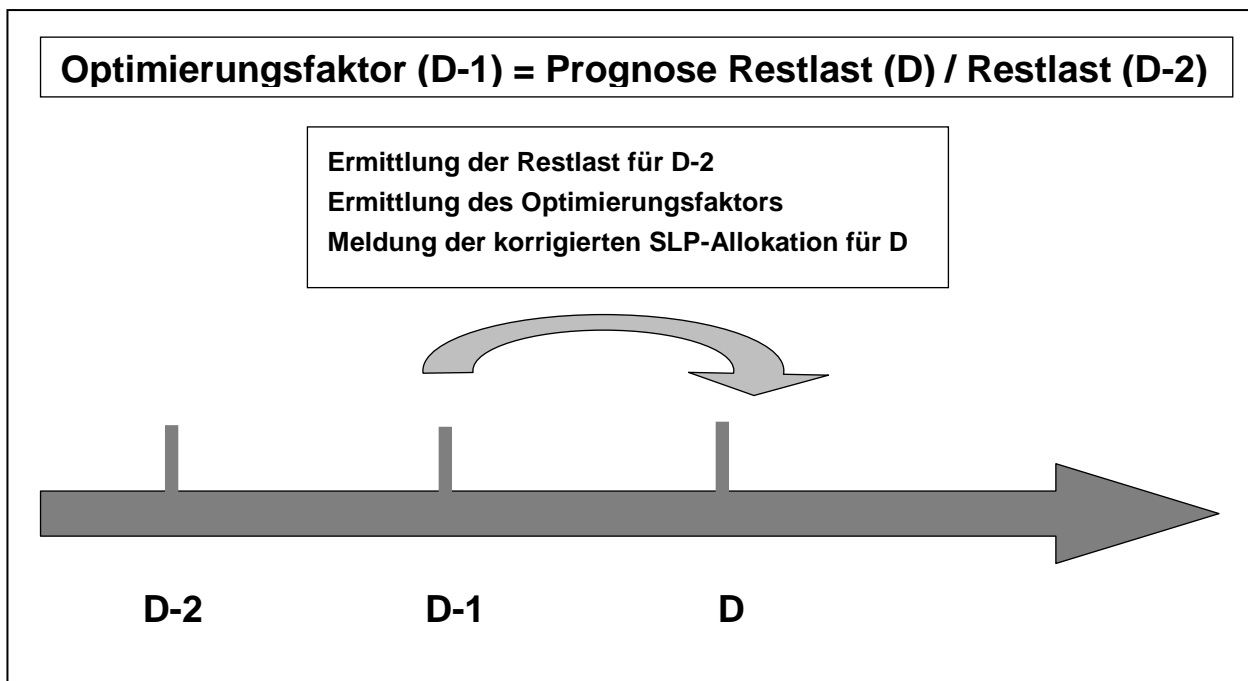 Optimierungsfaktor (D-1) = Prognose Restlast (D) / Restlast (D-2)
Ermittlung der Restlast für D-2
Ermittlung des Optimierungsfaktors
Meldung der korrigierten SLP-Allokation für D
D-2
D-1
D